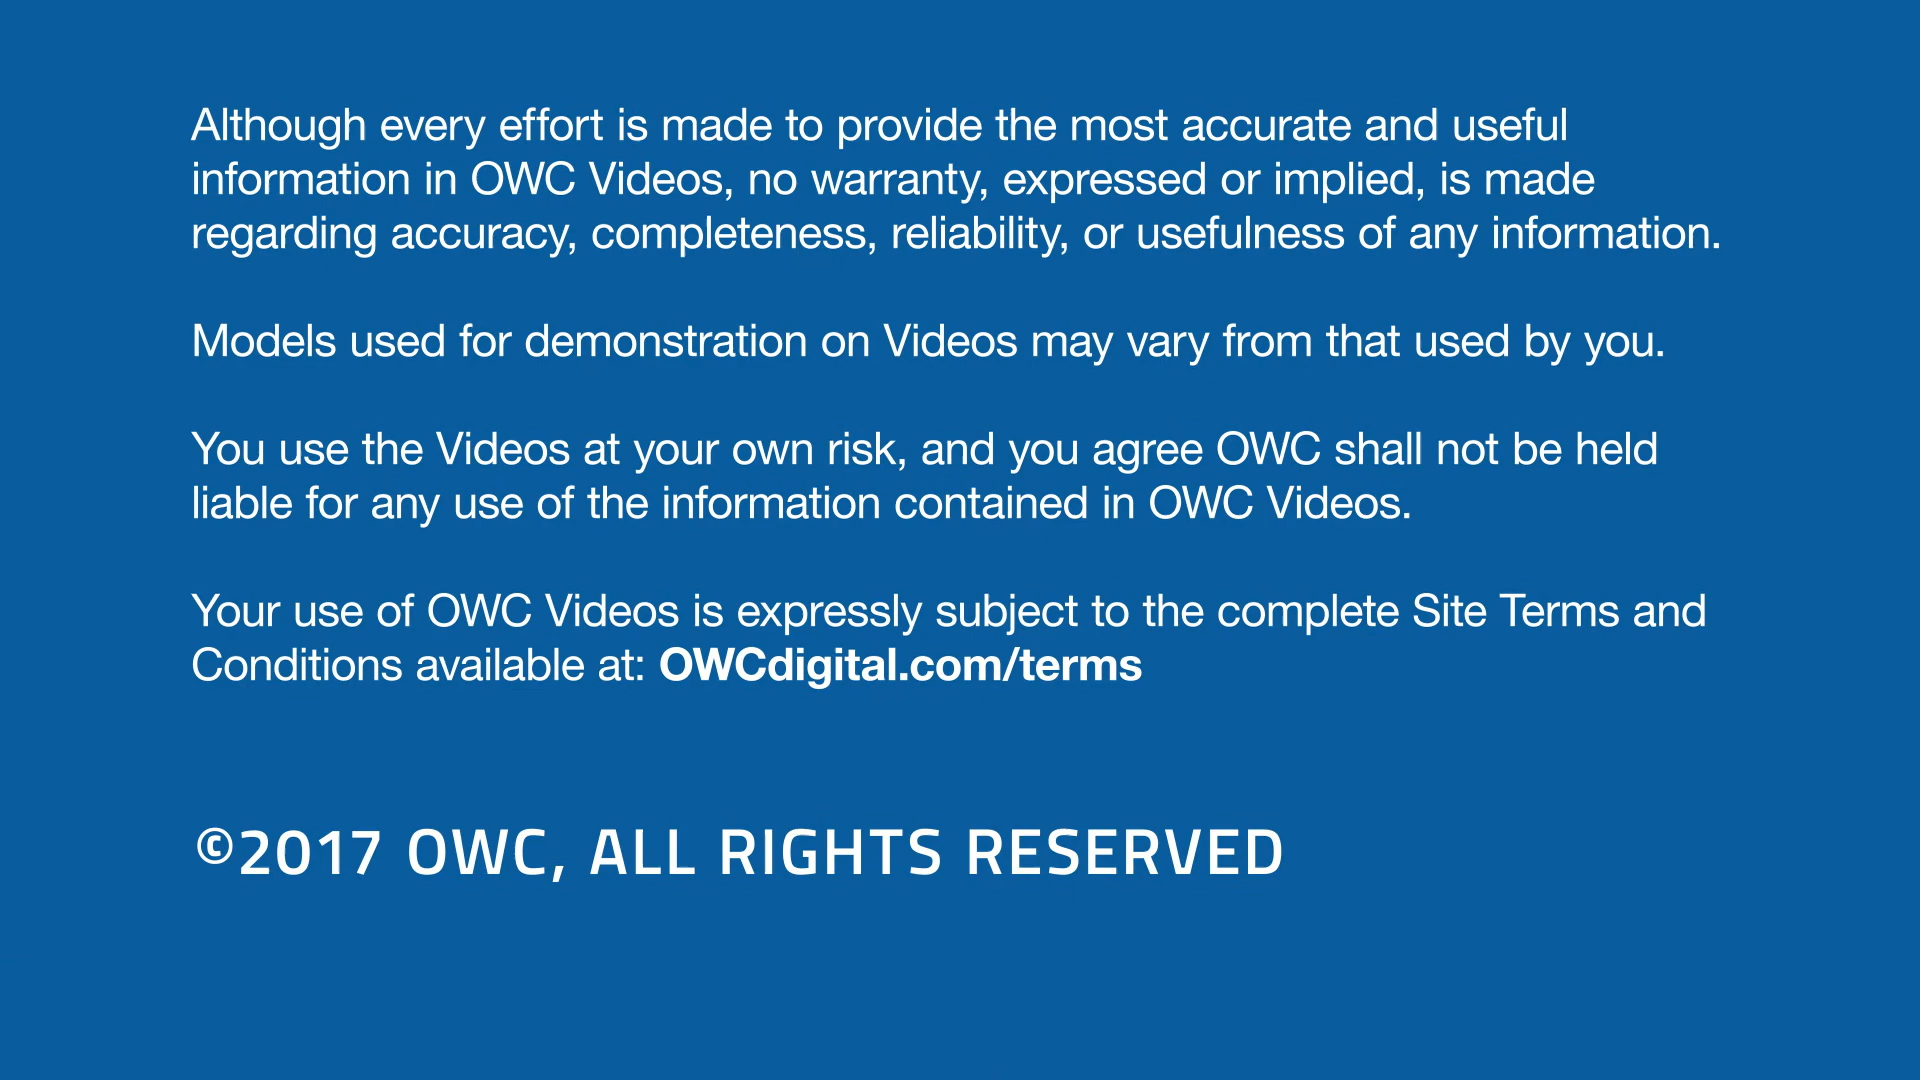 Although every effort is made to provide the most accurate and useful
information in OWC Videos, no warranty, expressed or implied, is made
regarding accuracy, completeness, reliability, or usefulness of any information.
Models used for demonstration on Videos may vary from that used by you.
You use the Videos at your own risk, and you agree OWC shall not be held
liable for any use of the information contained in OWC Videos.
Your use of OWC Videos is expressly subject to the complete Site Terms and
Conditions available at: OWCdigital.com/terms
©2017 OWC, ALL RIGHTS RESERVED